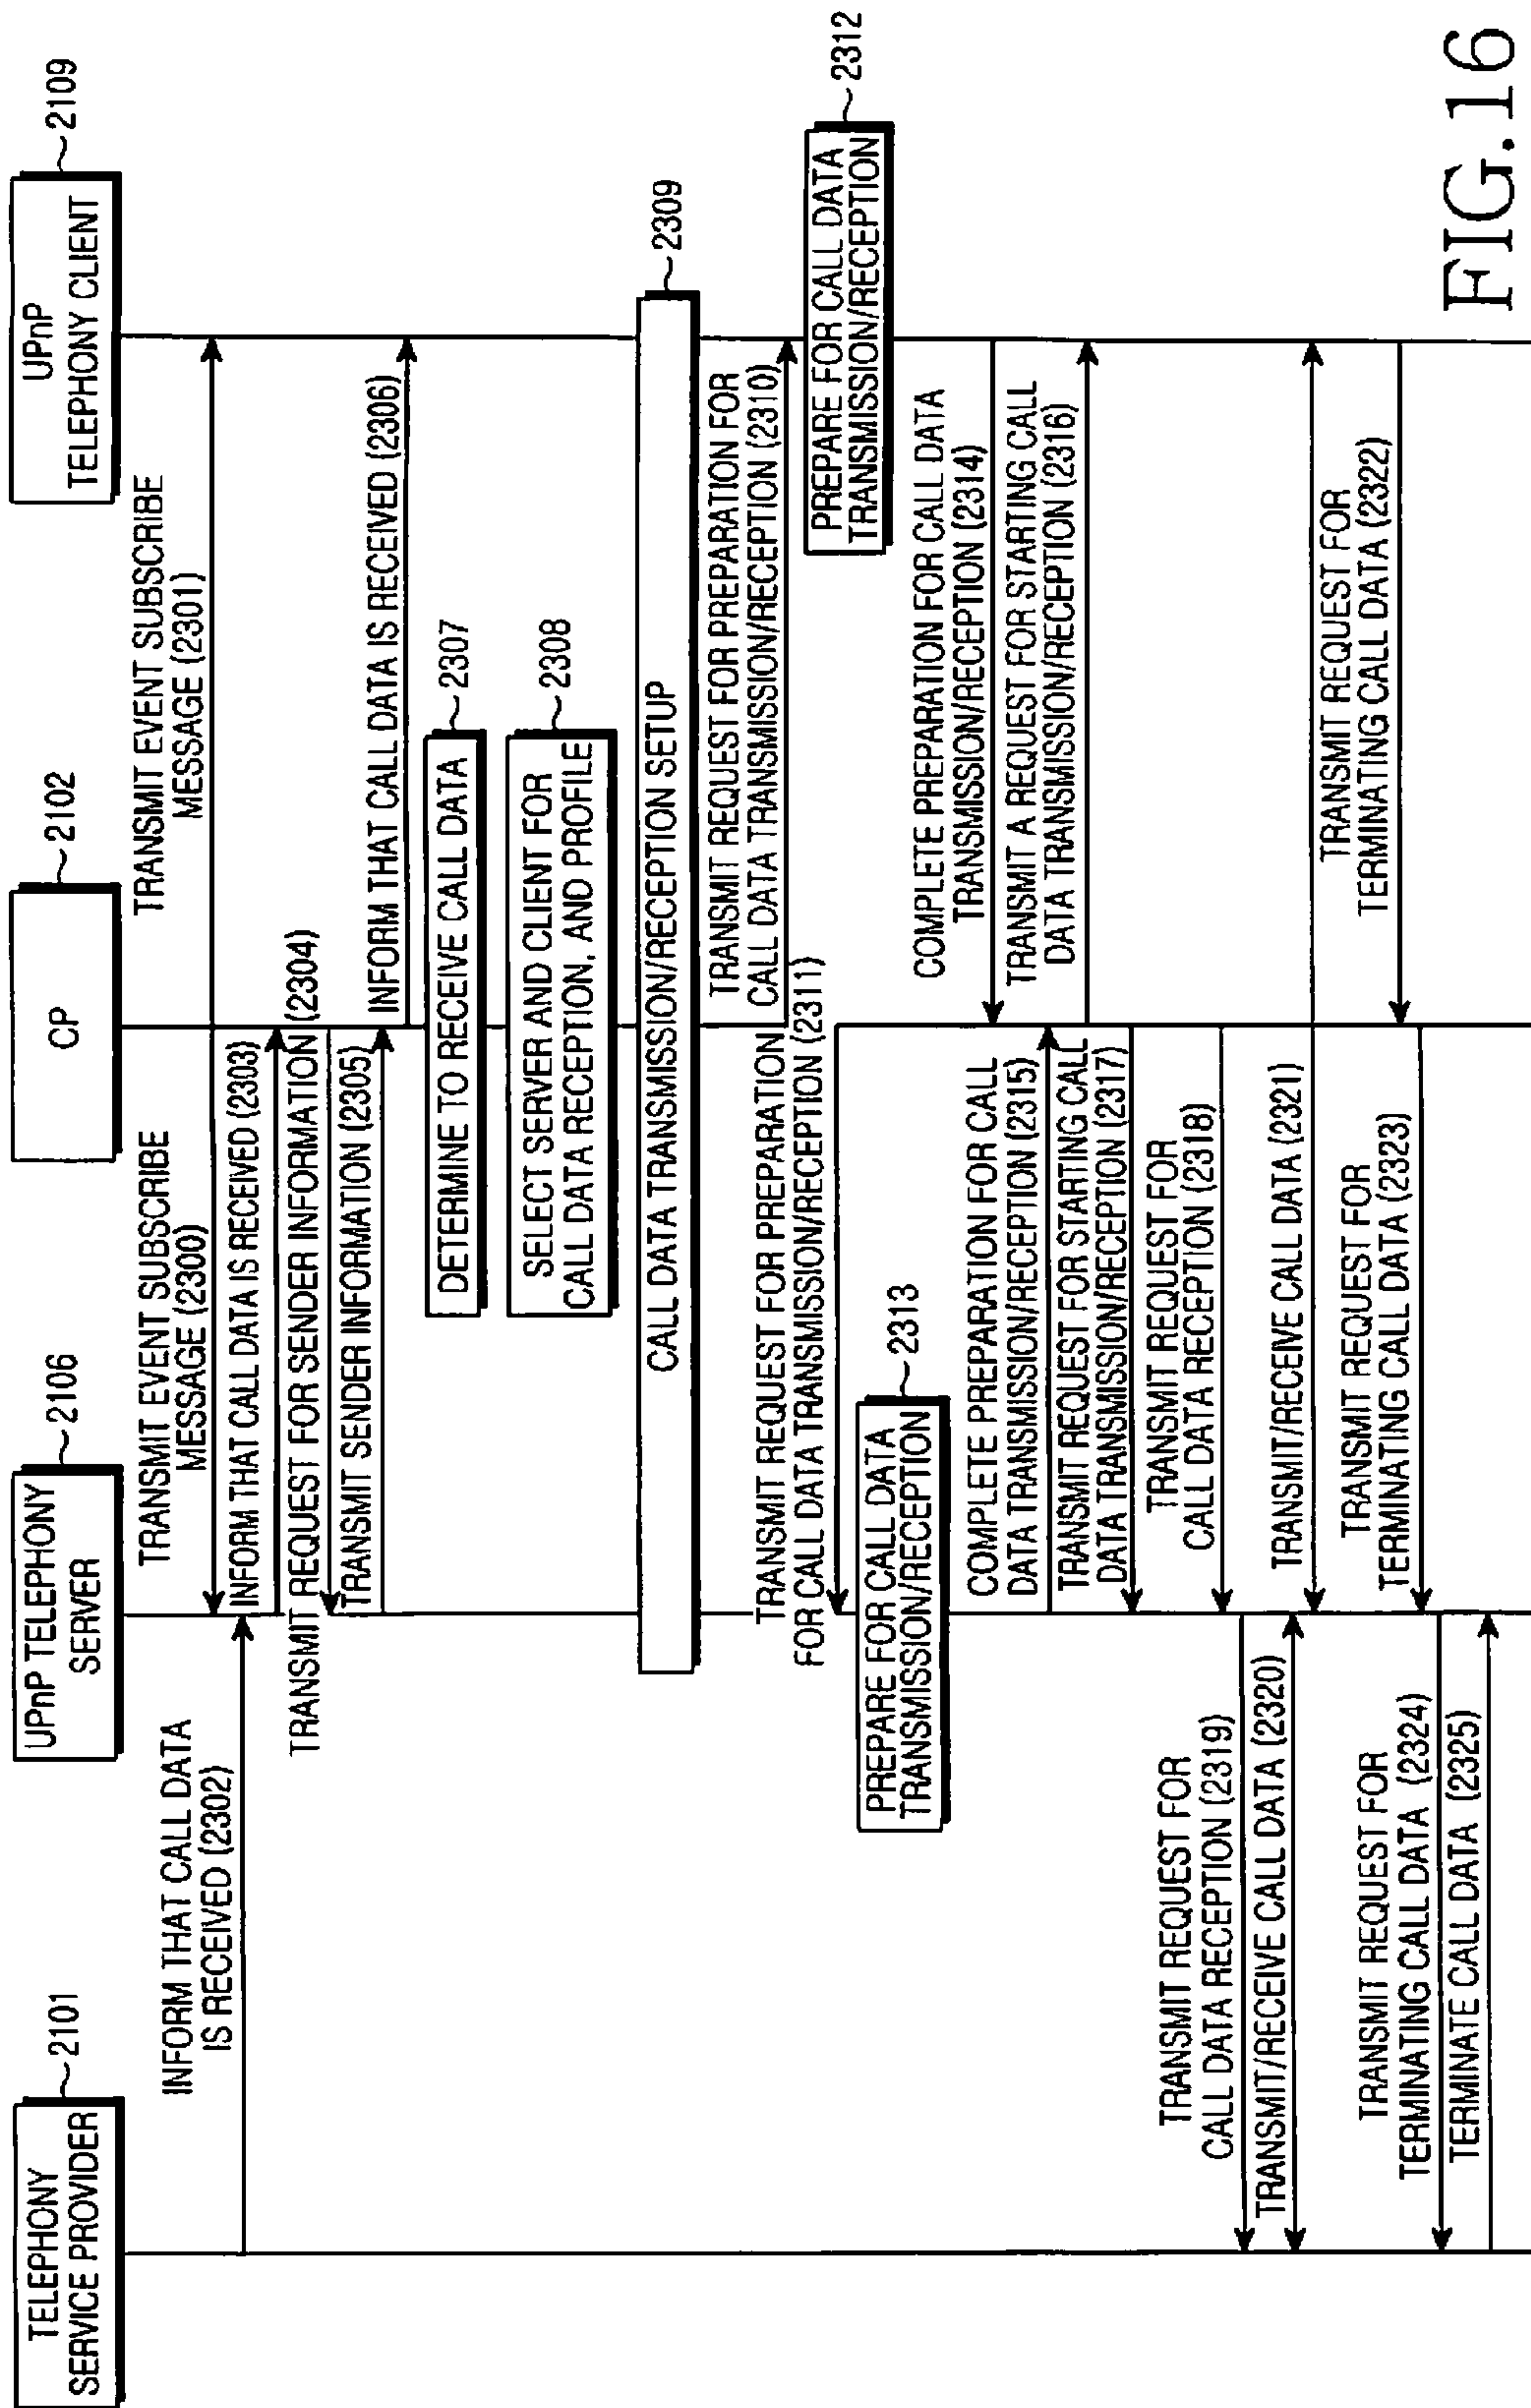 TELEPHONY
SERVICE PROVIDER
2101
UPnP TELEPHONY
SERVER
2106
CP
2102
UPnP
TELEPHONY CLIENT
2109
TRANSMIT EVENT SUBSCRIBE
MESSAGE (2300)
TRANSMIT EVENT SUBSCRIBE
MESSAGE (2301)
INFORM THAT CALL DATA
IS RECEIVED (2302)
INFORM THAT CALL DATA IS RECEIVED (2303)
TRANSMIT REQUEST FOR SENDER INFORMATION (2304)
TRANSMIT SENDER INFORMATION (2305)
INFORM THAT CALL DATA IS RECEIVED (2306)
DETERMINE TO RECEIVE CALL DATA
2307
SELECT SERVER AND CLIENT FOR
CALL DATA RECEPTION, AND PROFILE
2308
CALL DATA TRANSMISSION/RECEPTION SETUP
2309
TRANSMIT REQUEST FOR PREPARATION FOR
CALL DATA TRANSMISSION/RECEPTION (2310)
TRANSMIT REQUEST FOR PREPARATION
FOR CALL DATA TRANSMISSION/RECEPTION (2311)
PREPARE FOR CALL DATA
TRANSMISSION/RECEPTION
2312
PREPARE FOR CALL DATA
TRANSMISSION/RECEPTION
2313
COMPLETE PREPARATION FOR CALL DATA
TRANSMISSION/RECEPTION (2314)
COMPLETE PREPARATION FOR CALL
DATA TRANSMISSION/RECEPTION (2315)
TRANSMIT A REQUEST FOR STARTING CALL
DATA TRANSMISSION/RECEPTION (2316)
TRANSMIT REQUEST FOR STARTING CALL
DATA TRANSMISSION/RECEPTION (2317)
TRANSMIT REQUEST FOR
CALL DATA RECEPTION (2318)
TRANSMIT REQUEST FOR
CALL DATA RECEPTION (2319)
TRANSMIT/RECEIVE CALL DATA (2320)
TRANSMIT/RECEIVE CALL DATA (2321)
TRANSMIT REQUEST FOR
TERMINATING CALL DATA (2322)
TRANSMIT REQUEST FOR
TERMINATING CALL DATA (2323)
TRANSMIT REQUEST FOR
TERMINATING CALL DATA (2324)
TERMINATE CALL DATA (2325)
FIG.16